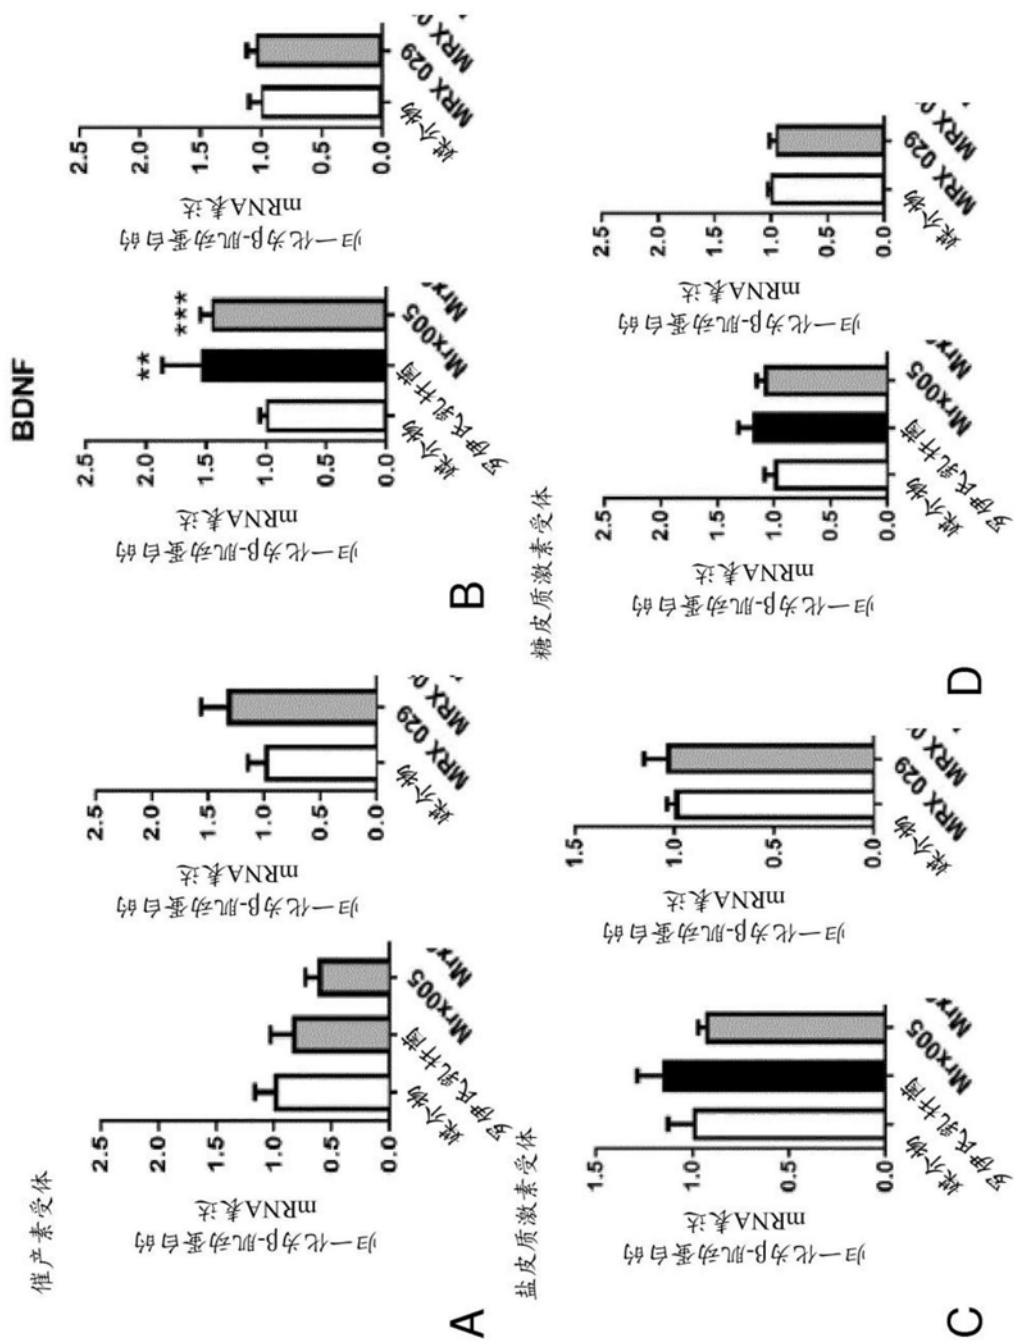 A
催产素受体
归一化为β-肌动蛋白的
mRNA表达
2.5
2.0
1.5
1.0
0.5
0.0
媒介物
罗伊氏乳杆菌
Mrx005
归一化为β-肌动蛋白的
mRNA表达
2.5
2.0
1.5
1.0
0.5
0.0
媒介物
MRX 029
B
BDNF
归一化为β-肌动蛋白的
mRNA表达
2.5
2.0
1.5
1.0
0.5
0.0
**
***
媒介物
罗伊氏乳杆菌
Mrx005
归一化为β-肌动蛋白的
mRNA表达
2.5
2.0
1.5
1.0
0.5
0.0
媒介物
MRX 029
C
盐皮质激素受体
归一化为β-肌动蛋白的
mRNA表达
1.5
1.0
0.5
0.0
媒介物
罗伊氏乳杆菌
Mrx005
归一化为β-肌动蛋白的
mRNA表达
1.5
1.0
0.5
0.0
媒介物
MRX 029
D
糖皮质激素受体
归一化为β-肌动蛋白的
mRNA表达
2.5
2.0
1.5
1.0
0.5
0.0
媒介物
罗伊氏乳杆菌
Mrx005
归一化为β-肌动蛋白的
mRNA表达
2.5
2.0
1.5
1.0
0.5
0.0
媒介物
MRX 029